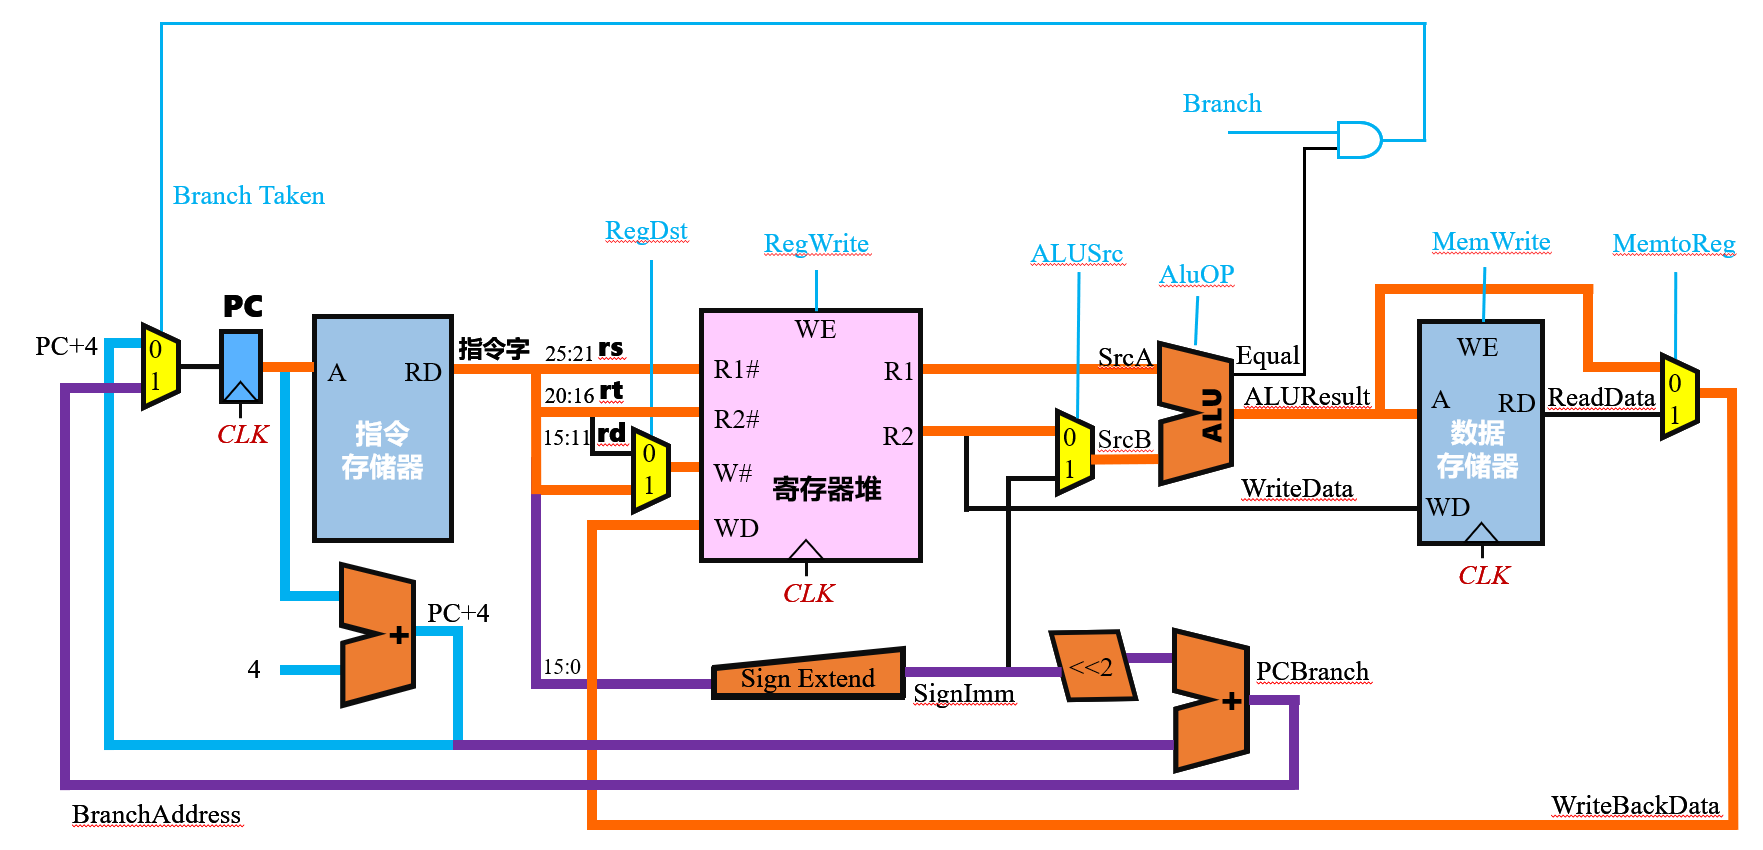 Branch
Branch Taken
RegDst
RegWrite
ALUSrc
AluOP
MemWrite
MemtoReg
PC
PC+4
0
1
CLK
A
RD
指令
存储器
指令字
25:21 rs
20:16 rt
15:11 rd
0
1
WE
R1#
R2#
W#
WD
R1
R2
寄存器堆
CLK
0
1
SrcA
SrcB
ALU
Equal
ALUResult
WriteData
WE
A
RD
WD
数据
存储器
CLK
ReadData
0
1
4
+
PC+4
15:0
Sign Extend
SignImm
<<2
+
PCBranch
BranchAddress
WriteBackData